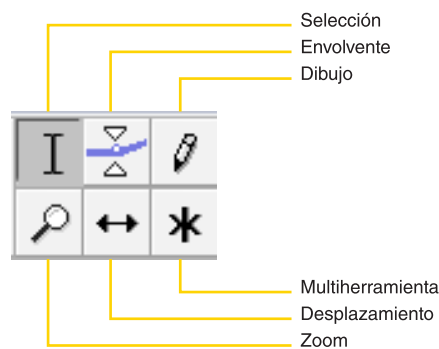 Selección
Envolvente
Dibujo
Multiherramienta
Desplazamiento
Zoom